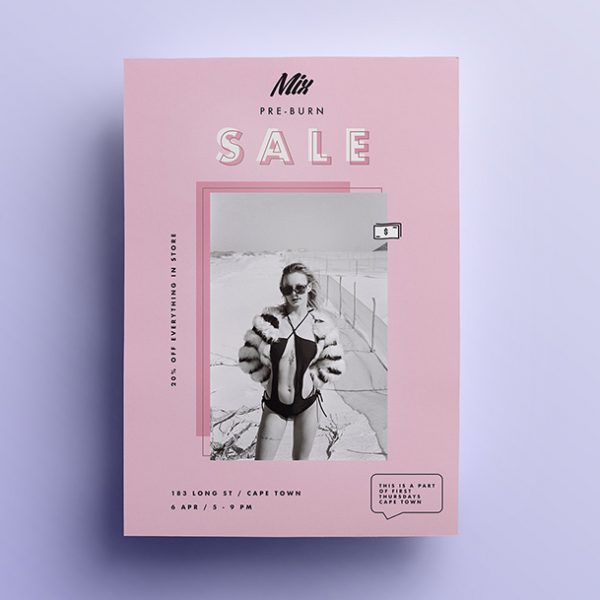 Mix
PRE-BURN
SALE
$
20% OFF EVERYTHING IN STORE
183 LONG ST / CAPE TOWN
6 APR / 5 - 9 PM
THIS IS A PART
OF FIRST
THURSDAYS
CAPE TOWN